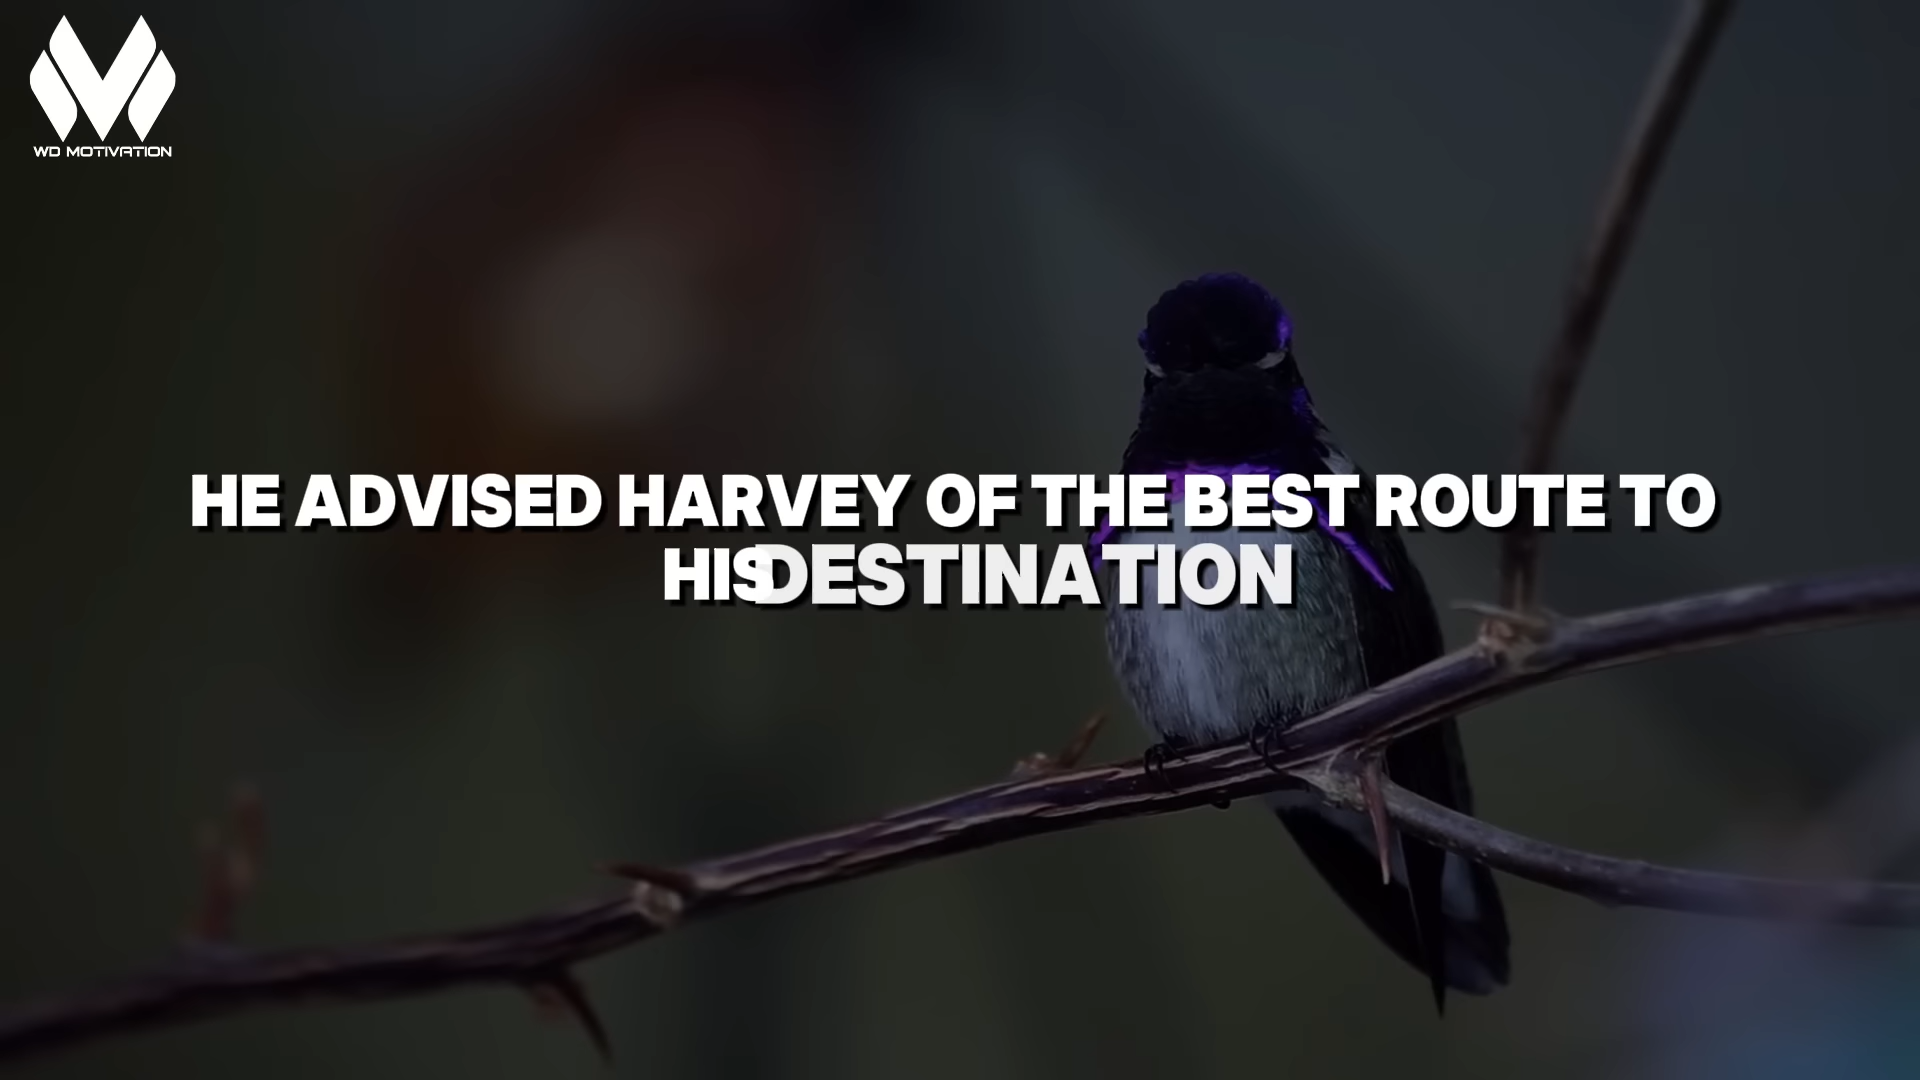 WD MOTIVATION
HE ADVISED HARVEY OF THE BEST ROUTE TO
HIS DESTINATION